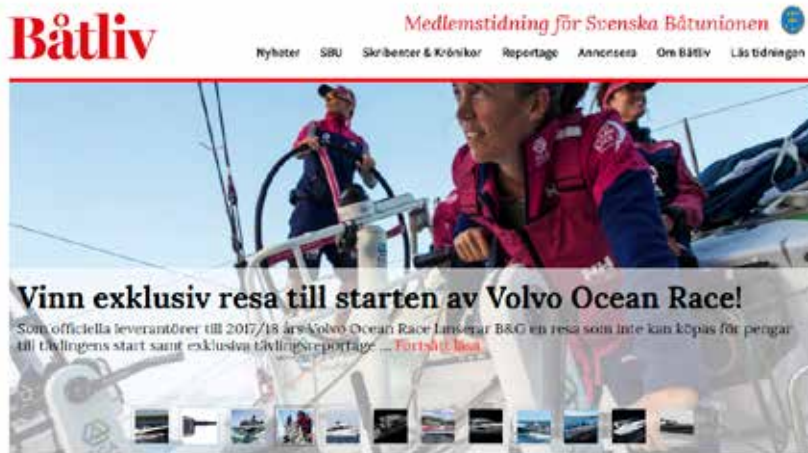 Båtliv
Medlemstidning för Svenska Båtunionen
Nyheter SBU Skribenter & Krönikor Reportage Annonsera Om Båtliv Läs tidningen
Vinn exklusiv resa till starten av Volvo Ocean Race!
Som officiella leverantörer till 2017/18 års Volvo Ocean Race lanserar B&G en resa som inte kan köpas för pengar
till tävlingens start samt exklusiva tävlingsreportage ... Fortsätt läsa